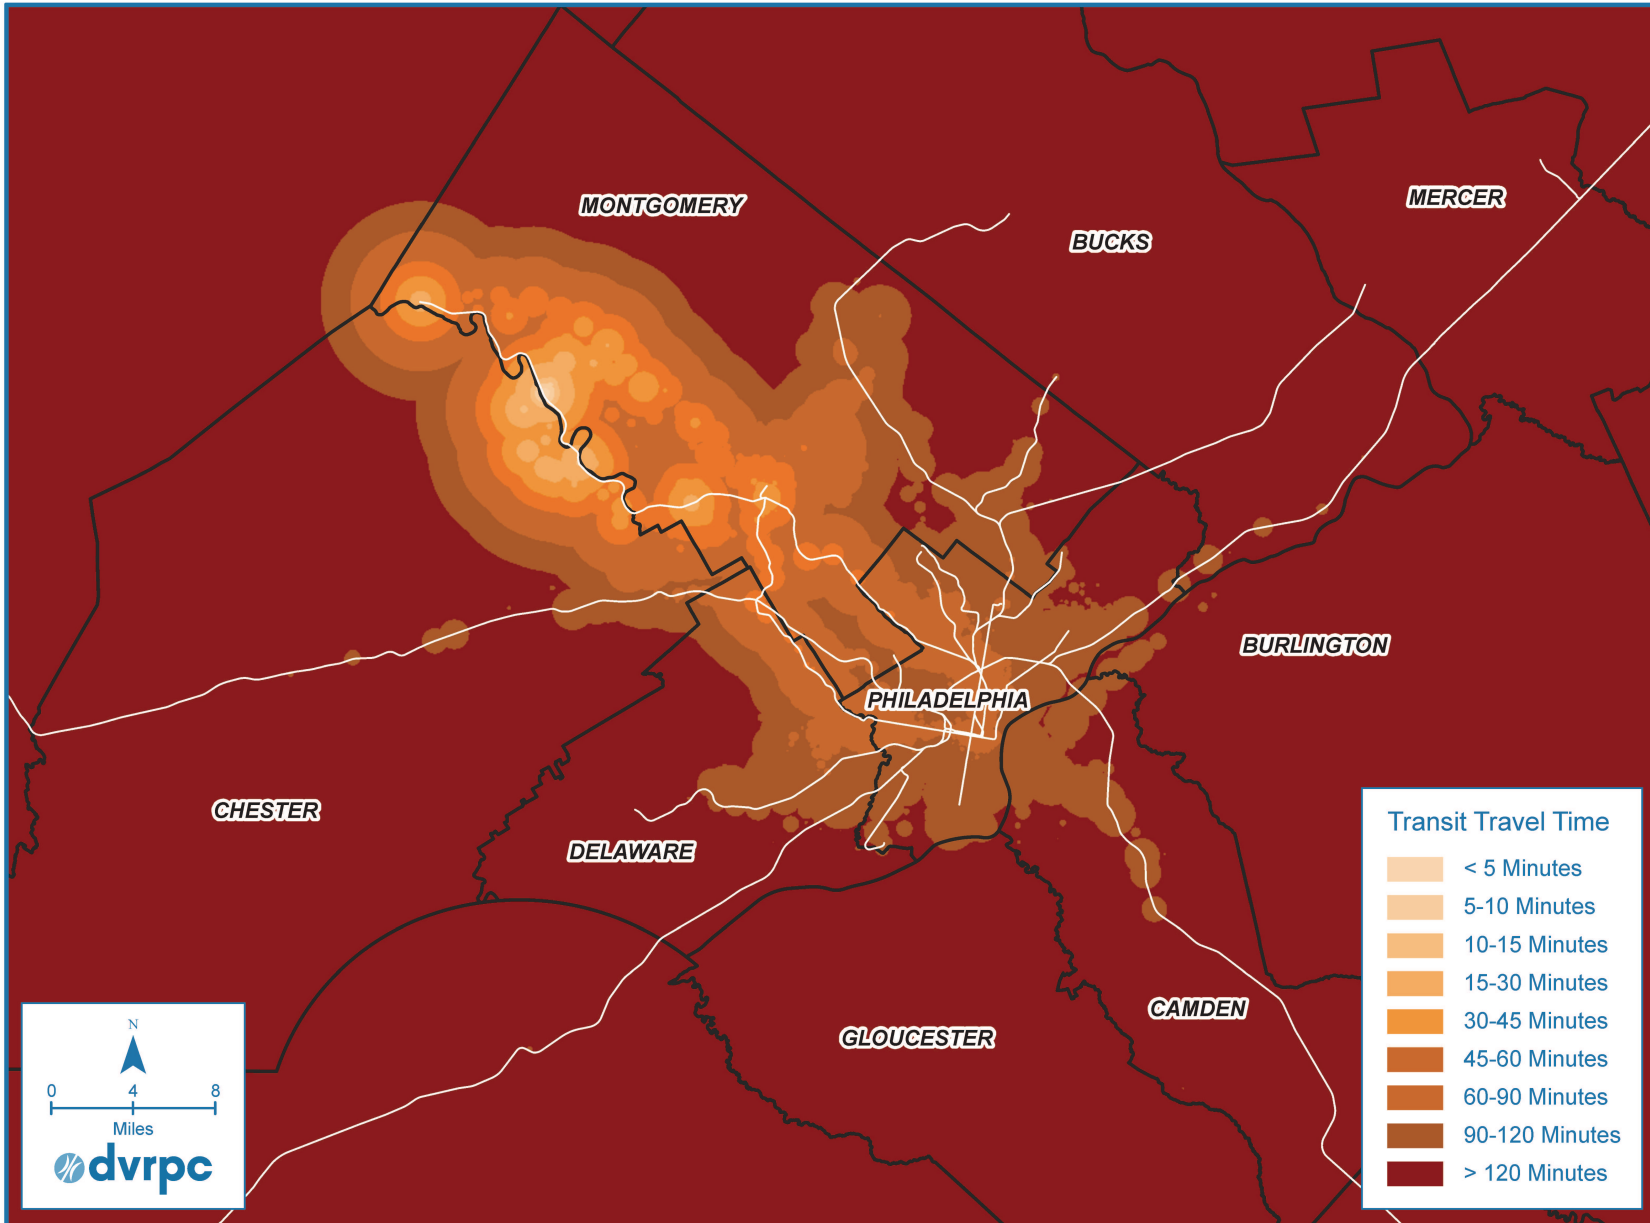 MONTGOMERY
MERCER
BUCKS
BURLINGTON
PHILADELPHIA
CHESTER
DELAWARE
CAMDEN
GLOUCESTER
Transit Travel Time
< 5 Minutes
5-10 Minutes
10-15 Minutes
15-30 Minutes
30-45 Minutes
45-60 Minutes
60-90 Minutes
90-120 Minutes
> 120 Minutes
N
0 4 8
Miles
dvrpc